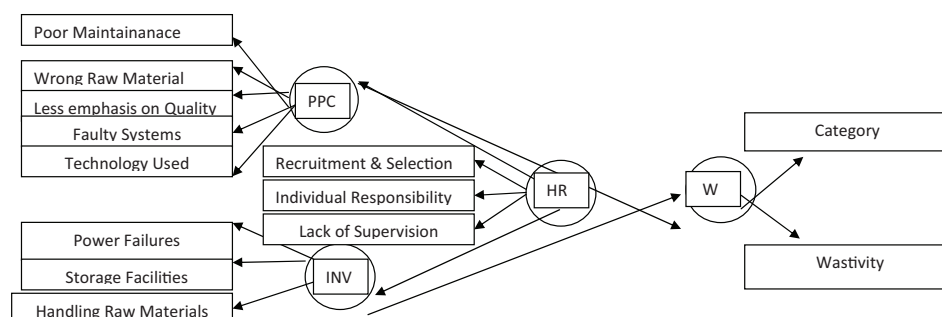 Poor Maintainanace
Wrong Raw Material
PPC
Less emphasis on Quality
Faulty Systems
Category
Technology Used
Recruitment & Selection
HR
W
Individual Responsibility
Lack of Supervision
Power Failures
Storage Facilities
INV
Wastivity
Handling Raw Materials